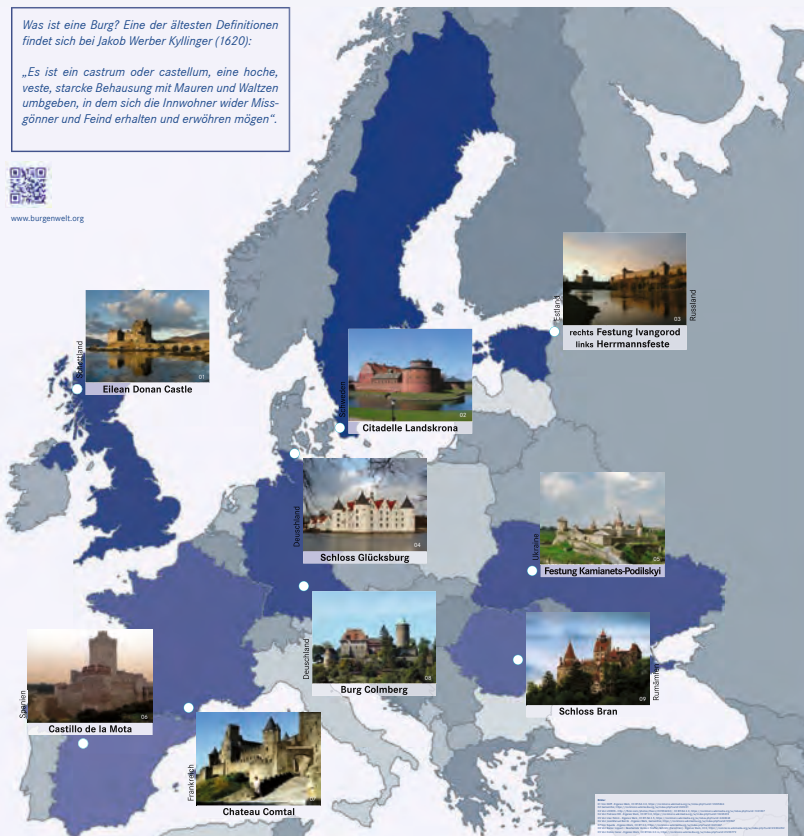 Was ist eine Burg? Eine der ältesten Definitionen
findet sich bei Jakob Werber Kyllinger (1620):
„Es ist ein castrum oder castellum, eine hoche,
veste, starcke Behausung mit Mauren und Waltzen
umbgeben, in dem sich die Innwohner wider Miss-
gönner und Feind erhalten und erwöhren mögen“.
www.burgenwelt.org
Schottland
01
Eilean Donan Castle
Estland
03
Russland
rechts Festung Ivangorod
links Herrmannsfeste
Schweden
02
Citadelle Landskrona
Deuschland
04
Schloss Glücksburg
Ukraine
Festung Kamianets-Podilskyi
Deuschland
08
Burg Colmberg
09
Rumänien
Schloss Bran
Spanien
06
Castillo de la Mota
Frankreich
Chateau Comtal